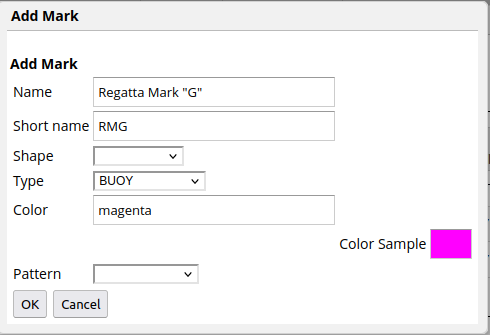 Add Mark
Add Mark
Name Regatta Mark "G"
Short name RMG
Shape
Type BUOY
Color magenta
Color Sample
Pattern
OK Cancel